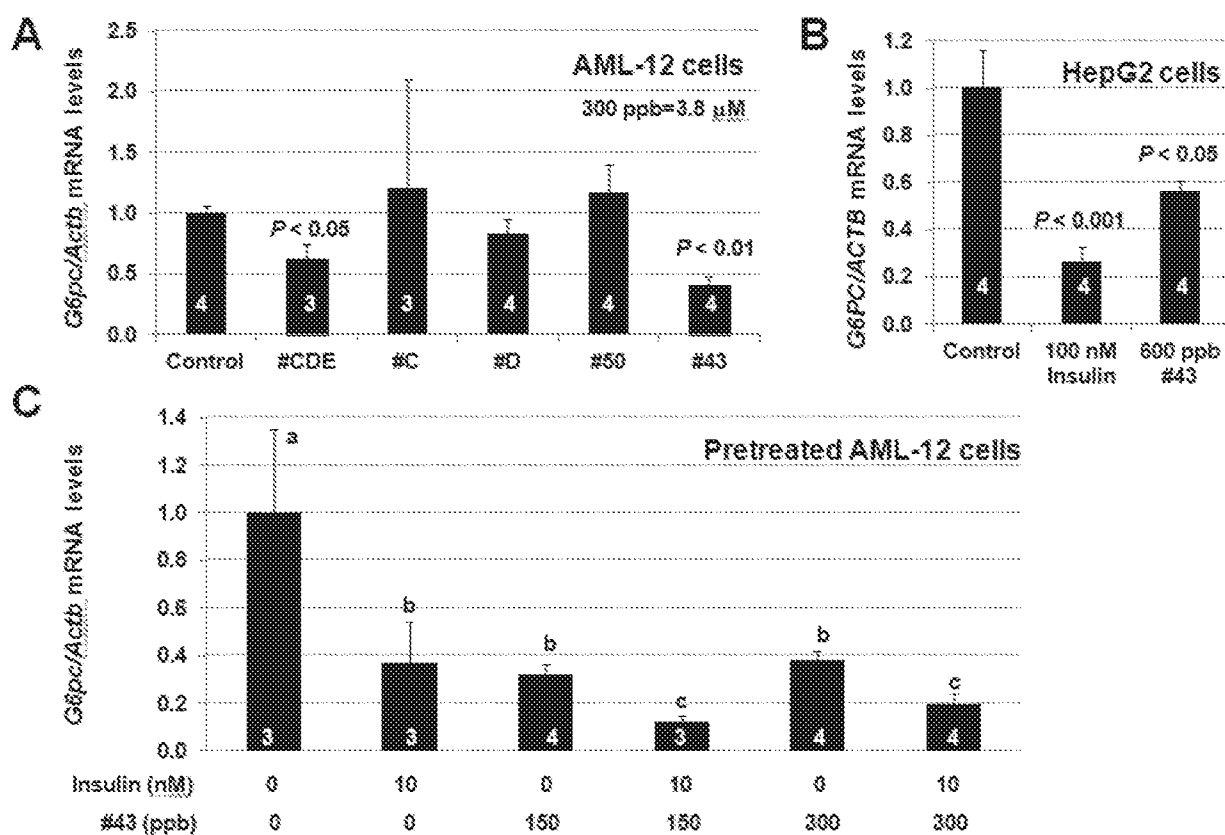 A
G6pc/Actb mRNA levels
2.5
2.0
1.5
1.0
0.5
0.0
AML-12 cells
300 ppb=3.8 µM
P < 0.05
P < 0.01
4
3
3
4
4
4
Control #CDE #C #D #50 #43
B
G6PC/ACTB mRNA levels
1.2
1.0
0.8
0.6
0.4
0.2
0.0
HepG2 cells
P < 0.05
P < 0.001
4
4
4
Control 100 nM 600 ppb
Insulin #43
C
G6pc/Actb mRNA levels
1.4
1.2
1.0
0.8
0.6
0.4
0.2
0.0
Pretreated AML-12 cells
a
b
b
c
b
c
3
3
4
3
4
4
Insulin (nM) 0 10 0 10 0 10
#43 (ppb) 0 0 150 150 300 300